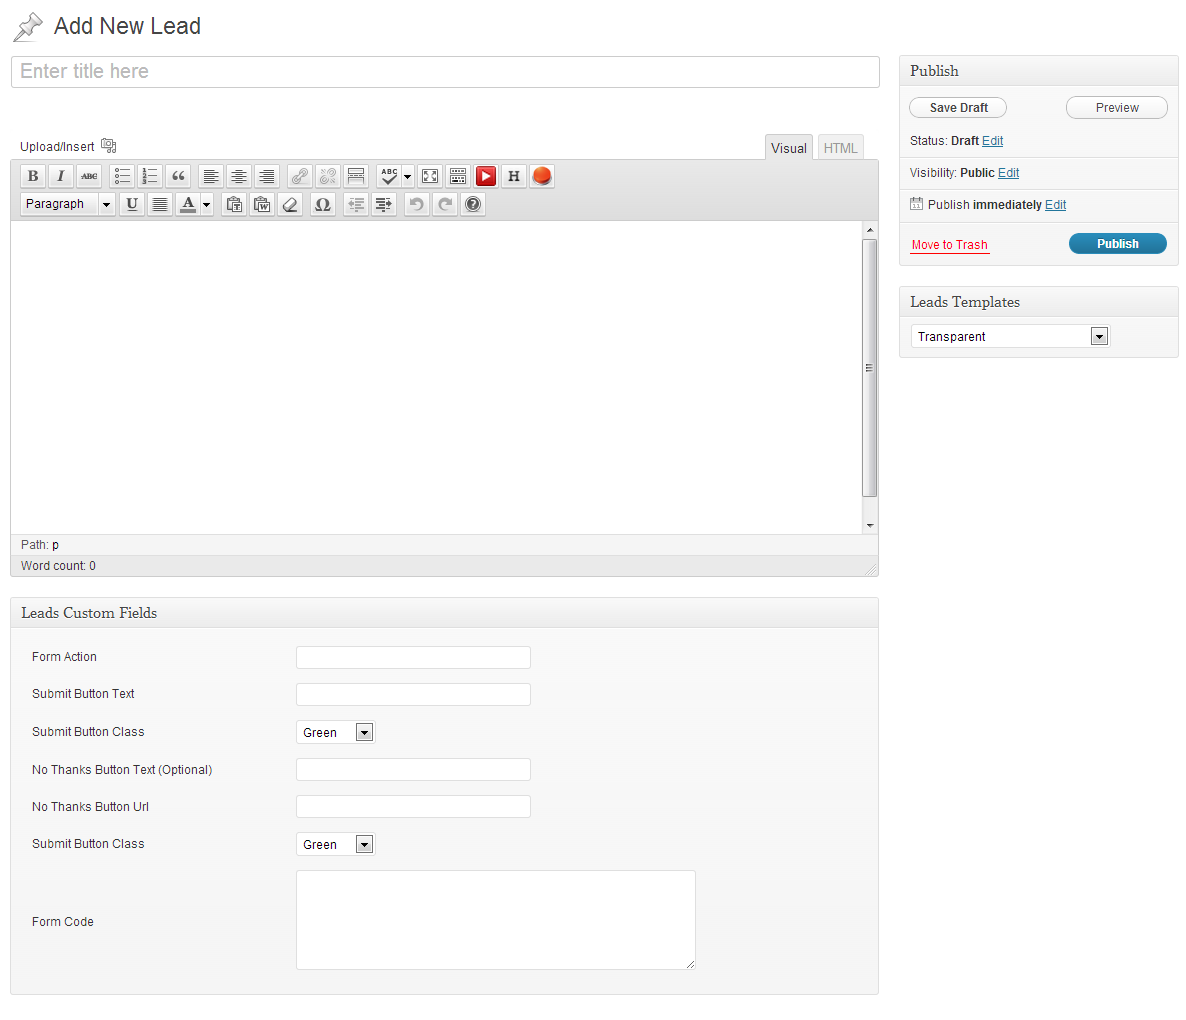 Add New Lead
Enter title here
Upload/Insert
Visual
HTML
B I ABC ABC H
Paragraph U A T W Ω ?
Path: p
Word count: 0
Leads Custom Fields
Form Action
Submit Button Text
Submit Button Class Green
No Thanks Button Text (Optional)
No Thanks Button Url
Submit Button Class Green
Form Code
Publish
Save Draft Preview
Status: Draft Edit
Visibility: Public Edit
11 Publish immediately Edit
Move to Trash Publish
Leads Templates
Transparent